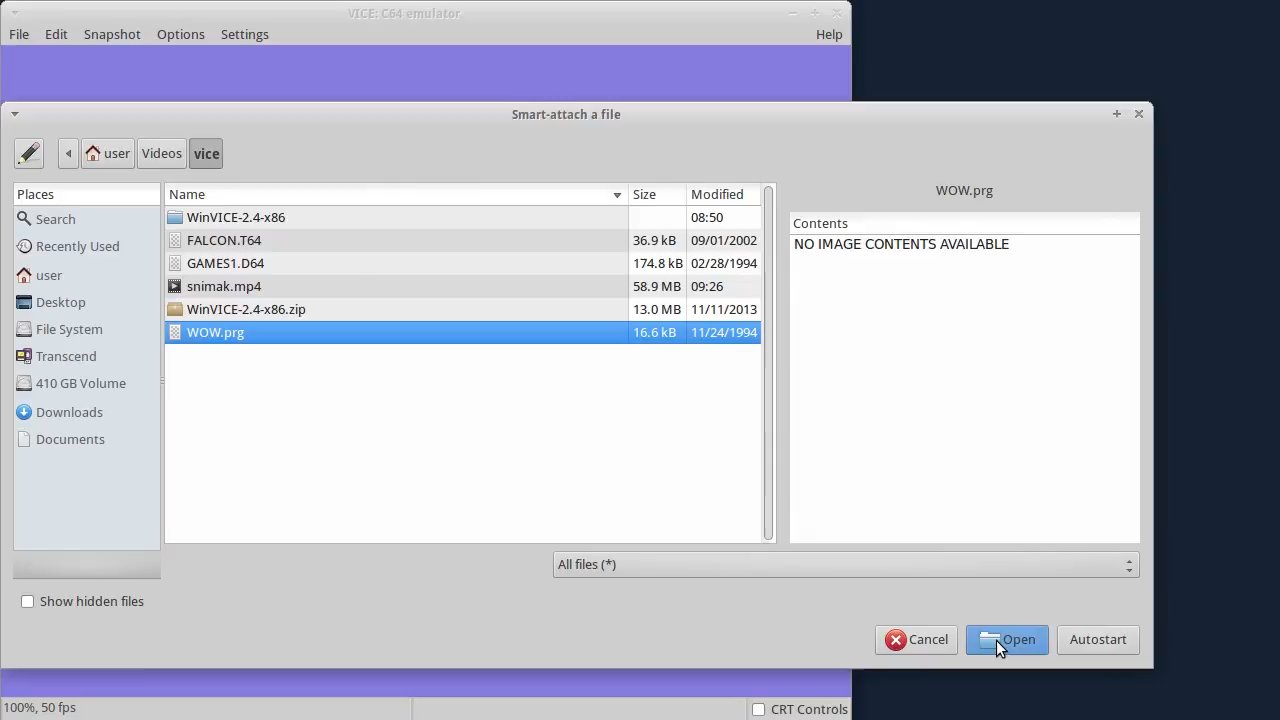 VICE: C64 emulator
File Edit Snapshot Options Settings Help
Smart-attach a file
user Videos vice
Places
Search
Recently Used
user
Desktop
File System
Transcend
410 GB Volume
Downloads
Documents
Name Size Modified
WinVICE-2.4-x86 08:50
FALCON.T64 36.9 kB 09/01/2002
GAMES1.D64 174.8 kB 02/28/1994
snimak.mp4 58.9 MB 09:26
WinVICE-2.4-x86.zip 13.0 MB 11/11/2013
WOW.prg 16.6 kB 11/24/1994
WOW.prg
Contents
NO IMAGE CONTENTS AVAILABLE
All files (*)
Show hidden files
Cancel Open Autostart
100%, 50 fps
CRT Controls